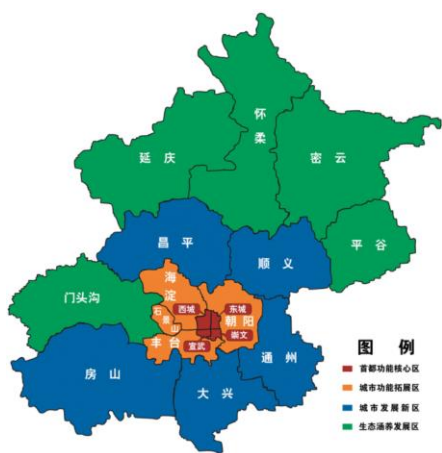 怀柔
延庆
密云
昌平
顺义
平谷
海淀
门头沟
西城
东城
石景山
朝阳
丰台
宣武
崇文
通州
房山
大兴
图例
首都功能核心区
城市功能拓展区
城市发展新区
生态涵养发展区